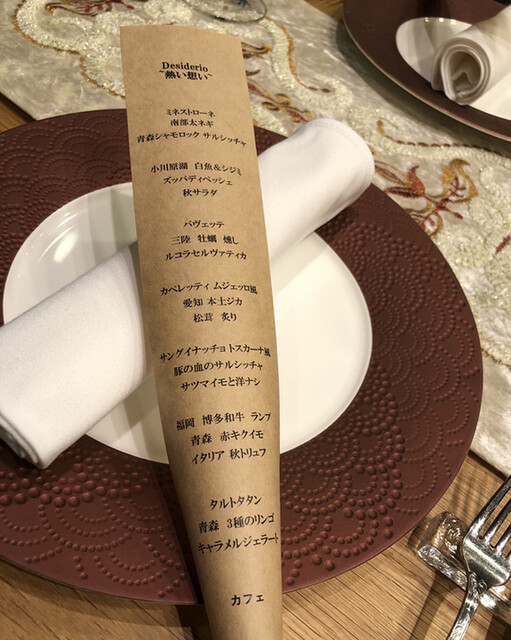 Desiderio
~熱い想い~
ミネストローネ
南部太ネギ
青森シャモロック サルシッチャ
小川原湖 白魚&シジミ
ズッパディペッシェ
秋サラダ
バヴェッテ
三陸 牡蠣 燻し
ルコラセルヴァティカ
カペレッティ ムジェッロ風
愛知 本土ジカ
松茸 炙り
サングイナッチョ トスカーナ風
豚の血のサルシッチャ
サツマイモと洋ナシ
福岡 博多和牛 ランプ
青森 赤キクイモ
イタリア 秋トリュフ
タルトタタン
青森 3種のリンゴ
キャラメルジェラート
カフェ